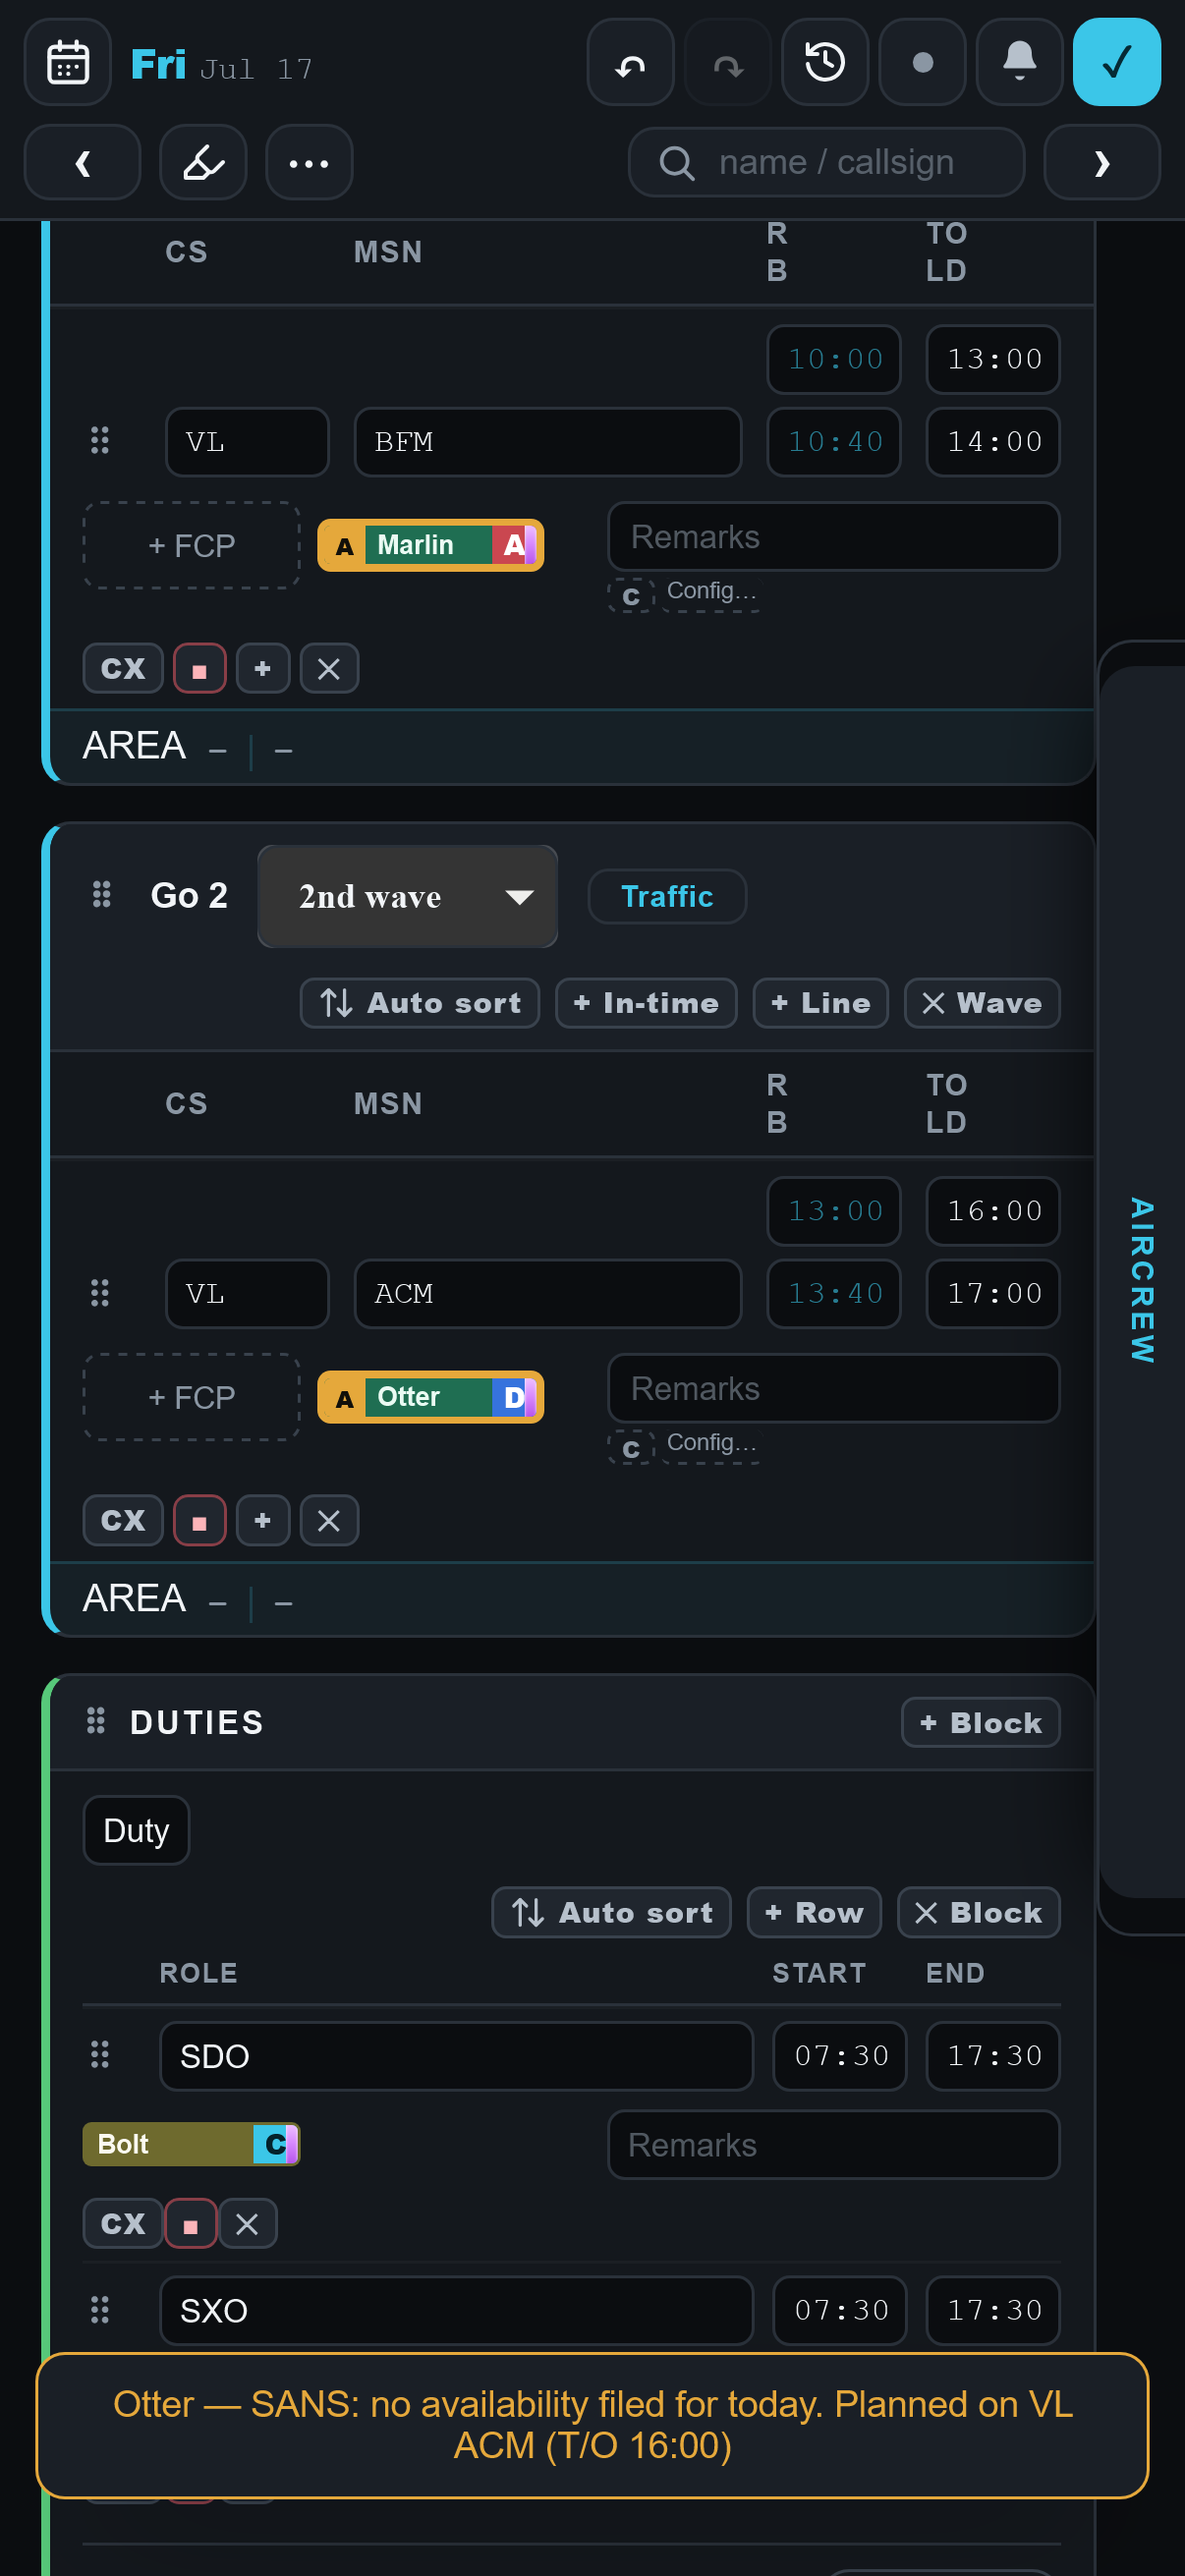 Fri Jul 17
name / callsign
CS MSN R B TO LD
10:00 13:00
VL BFM 10:40 14:00
+ FCP A Marlin A Remarks
C Config...
CX + ×
AREA – | –
Go 2 2nd wave Traffic
Auto sort + In-time + Line × Wave
CS MSN R B TO LD
13:00 16:00
VL ACM 13:40 17:00
+ FCP A Otter D Remarks
C Config...
CX + ×
AREA – | –
AIRCREW
DUTIES + Block
Duty
Auto sort + Row × Block
ROLE START END
SDO 07:30 17:30
Bolt C Remarks
CX ×
SXO 07:30 17:30
Otter — SANS: no availability filed for today. Planned on VL
ACM (T/O 16:00)